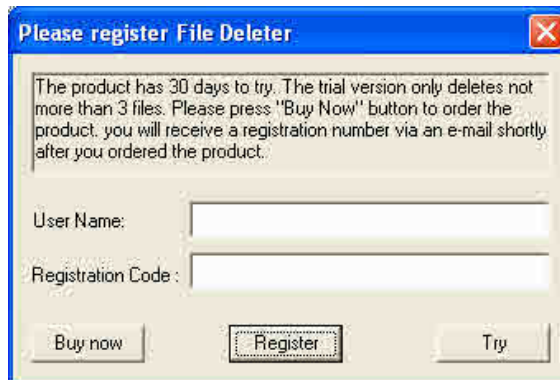 Please register File Deleter
The product has 30 days to try. The trial version only deletes not
more than 3 files. Please press "Buy Now" button to order the
product. you will receive a registration number via an e-mail shortly
after you ordered the product.
User Name:
Registration Code :
Buy now
Register
Try